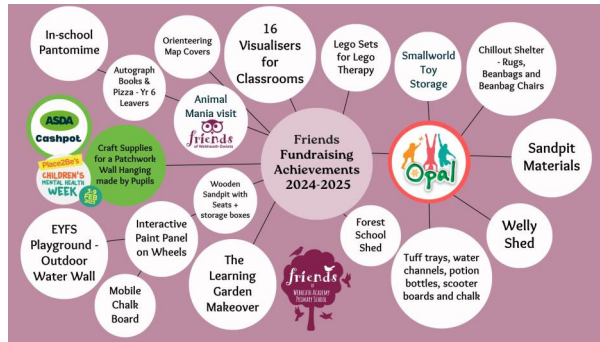 In-school
Pantomime
Orienteering
Map Covers
16
Visualisers
for
Classrooms
Lego Sets
for Lego
Therapy
Smallworld
Toy
Storage
Chillout Shelter
- Rugs,
Beanbags and
Beanbag Chairs
Autograph
Books &
Pizza - Yr 6
Leavers
Animal
Mania visit
friends
ASDA
Cashpot
Place2Be's
CHILDREN'S
MENTAL HEALTH
WEEK
Craft Supplies
for a Patchwork
Wall Hanging
made by Pupils
Friends
Fundraising
Achievements
2024-2025
Opal
Sandpit
Materials
Wooden
Sandpit with
Seats +
storage boxes
EYFS
Playground -
Outdoor
Water Wall
Interactive
Paint Panel
on Wheels
Mobile
Chalk
Board
The
Learning
Garden
Makeover
friends
of
WENHEATH ACADEMY
PRIMARY SCHOOL
Forest
School
Shed
Tuff trays, water
channels, potion
bottles, scooter
boards and chalk
Welly
Shed